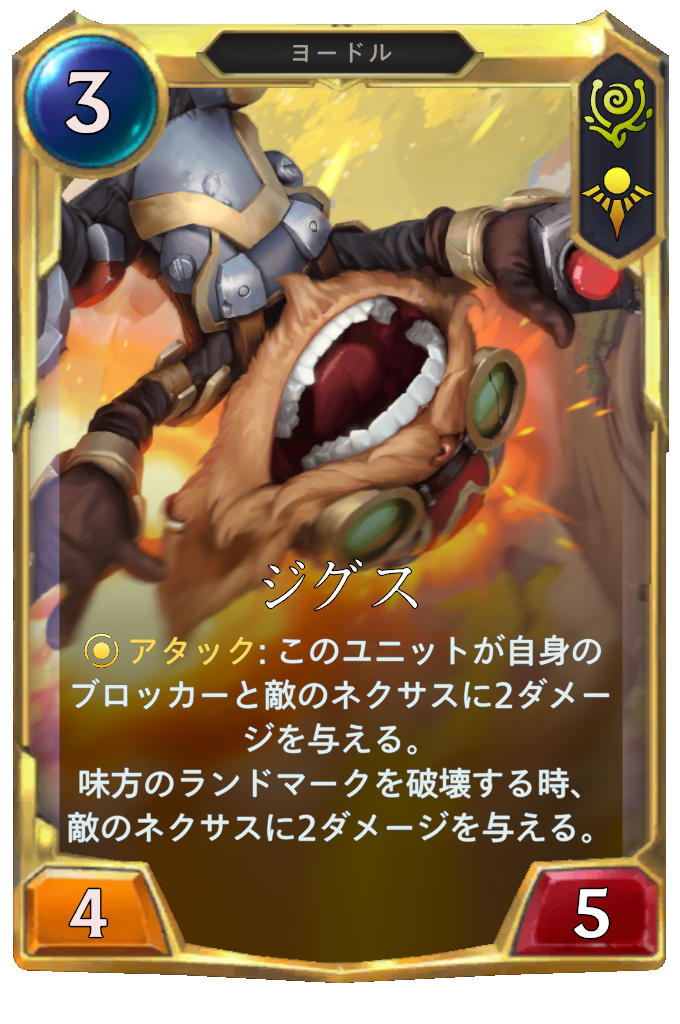 3
ヨードル
ジグス
アタック: このユニットが自身の
ブロッカーと敵のネクサスに2ダメー
ジを与える。
味方のランドマークを破壊する時、
敵のネクサスに2ダメージを与える。
4
5